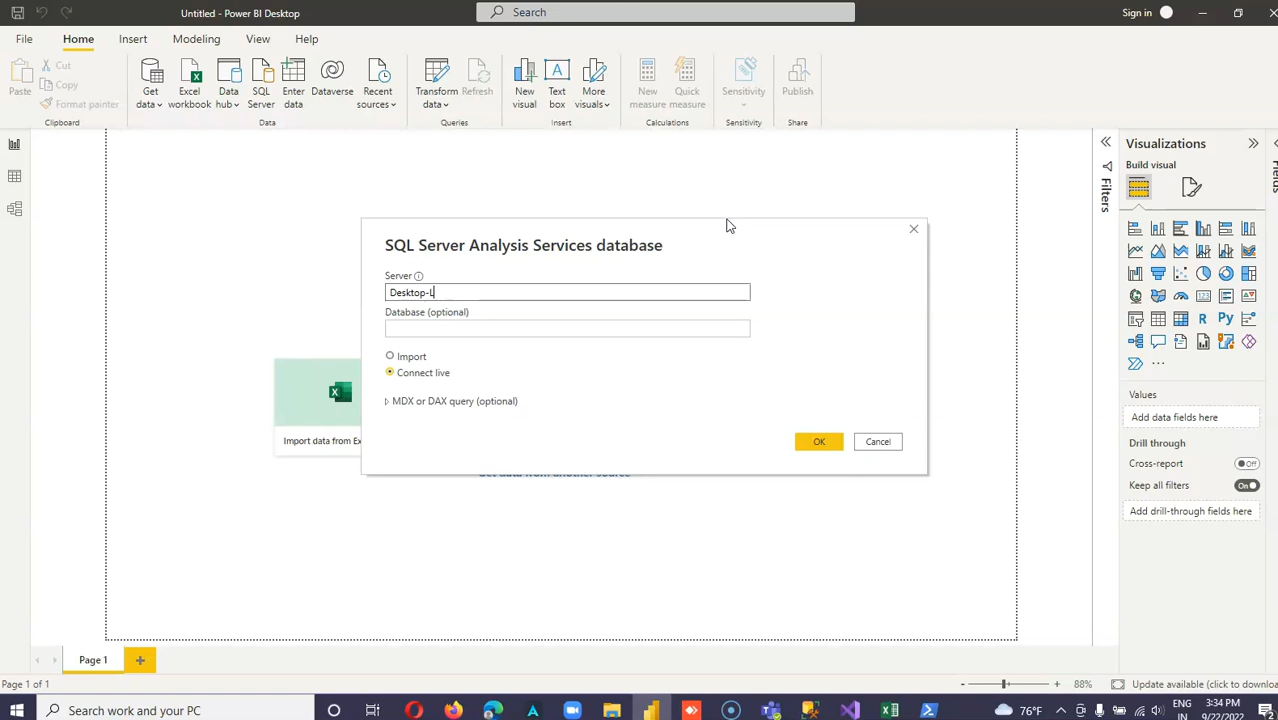 Untitled - Power BI Desktop
Search
Sign in
File
Home
Insert
Modeling
View
Help
Paste
Cut
Copy
Format painter
Clipboard
Get data
Excel workbook
Data hub
SQL Server
Enter data
Dataverse
Recent sources
Data
Transform data
Refresh
Queries
New visual
Text box
More visuals
Insert
New measure
Quick measure
Calculations
Sensitivity
Sensitivity
Publish
Share
Filters
Visualizations
Build visual
Fields
SQL Server Analysis Services database
Server
Desktop-L
Database (optional)
Import
Connect live
MDX or DAX query (optional)
OK
Cancel
Import data from Ex
Get data from another source
R
Py
Values
Add data fields here
Drill through
Cross-report
Off
Keep all filters
On
Add drill-through fields here
Page 1
Page 1 of 1
88%
Update available (click to downloa
Search work and your PC
76°F
ENG
IN
3:34 PM
9/22/2022